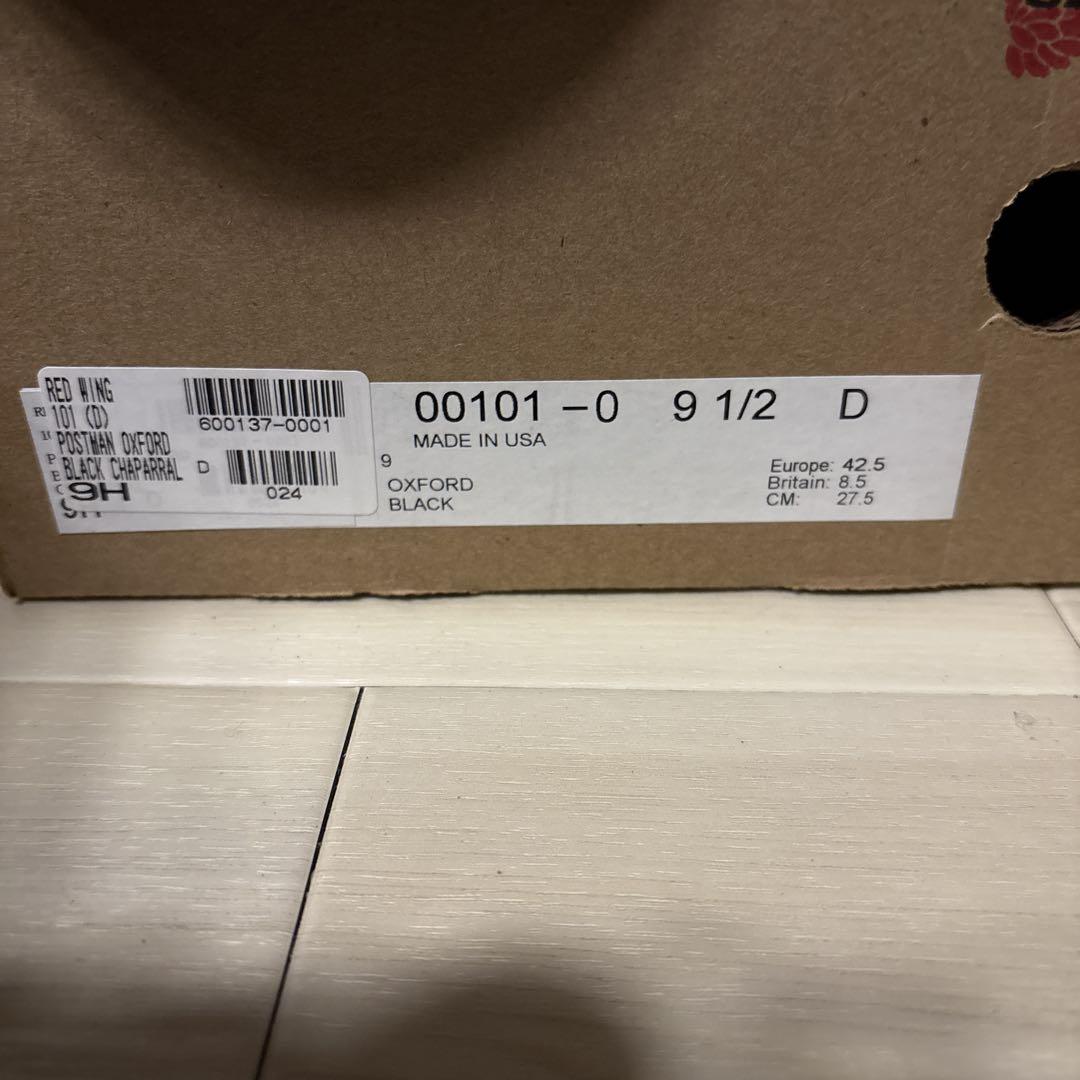 RED WING
101 (D)
POSTMAN OXFORD
BLACK CHAPARRAL
9H
600137-0001
D
024
00101 -0 9 1/2 D
MADE IN USA
9
OXFORD
BLACK
Europe: 42.5
Britain: 8.5
CM: 27.5